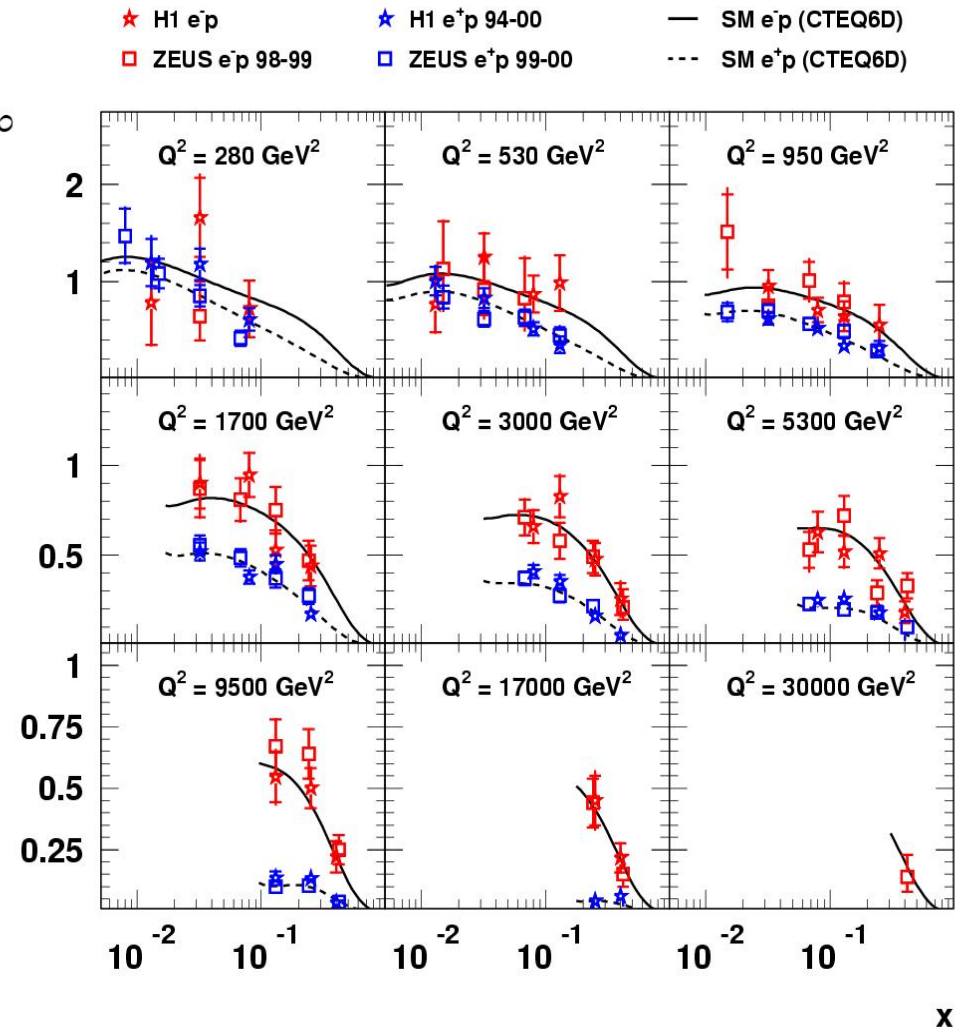 H1 e⁻p H1 e⁺p 94-00 SM e⁻p (CTEQ6D)
ZEUS e⁻p 98-99 ZEUS e⁺p 99-00 SM e⁺p (CTEQ6D)
Q² = 280 GeV² Q² = 530 GeV² Q² = 950 GeV²
2
1
Q² = 1700 GeV² Q² = 3000 GeV² Q² = 5300 GeV²
1
0.5
Q² = 9500 GeV² Q² = 17000 GeV² Q² = 30000 GeV²
1
0.75
0.5
0.25
10⁻² 10⁻¹ 10⁻² 10⁻¹ 10⁻² 10⁻¹
x